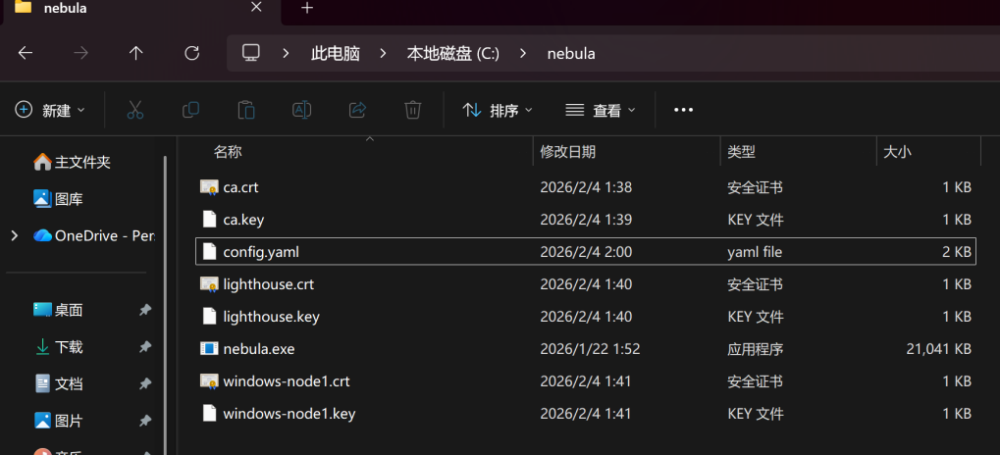 nebula
此电脑 本地磁盘 (C:) nebula
新建 排序 查看
名称 修改日期 类型 大小
主文件夹
图库
OneDrive - Per
桌面
下载
文档
图片
音乐
ca.crt 2026/2/4 1:38 安全证书 1 KB
ca.key 2026/2/4 1:39 KEY 文件 1 KB
config.yaml 2026/2/4 2:00 yaml file 2 KB
lighthouse.crt 2026/2/4 1:40 安全证书 1 KB
lighthouse.key 2026/2/4 1:40 KEY 文件 1 KB
nebula.exe 2026/1/22 1:52 应用程序 21,041 KB
windows-node1.crt 2026/2/4 1:41 安全证书 1 KB
windows-node1.key 2026/2/4 1:41 KEY 文件 1 KB